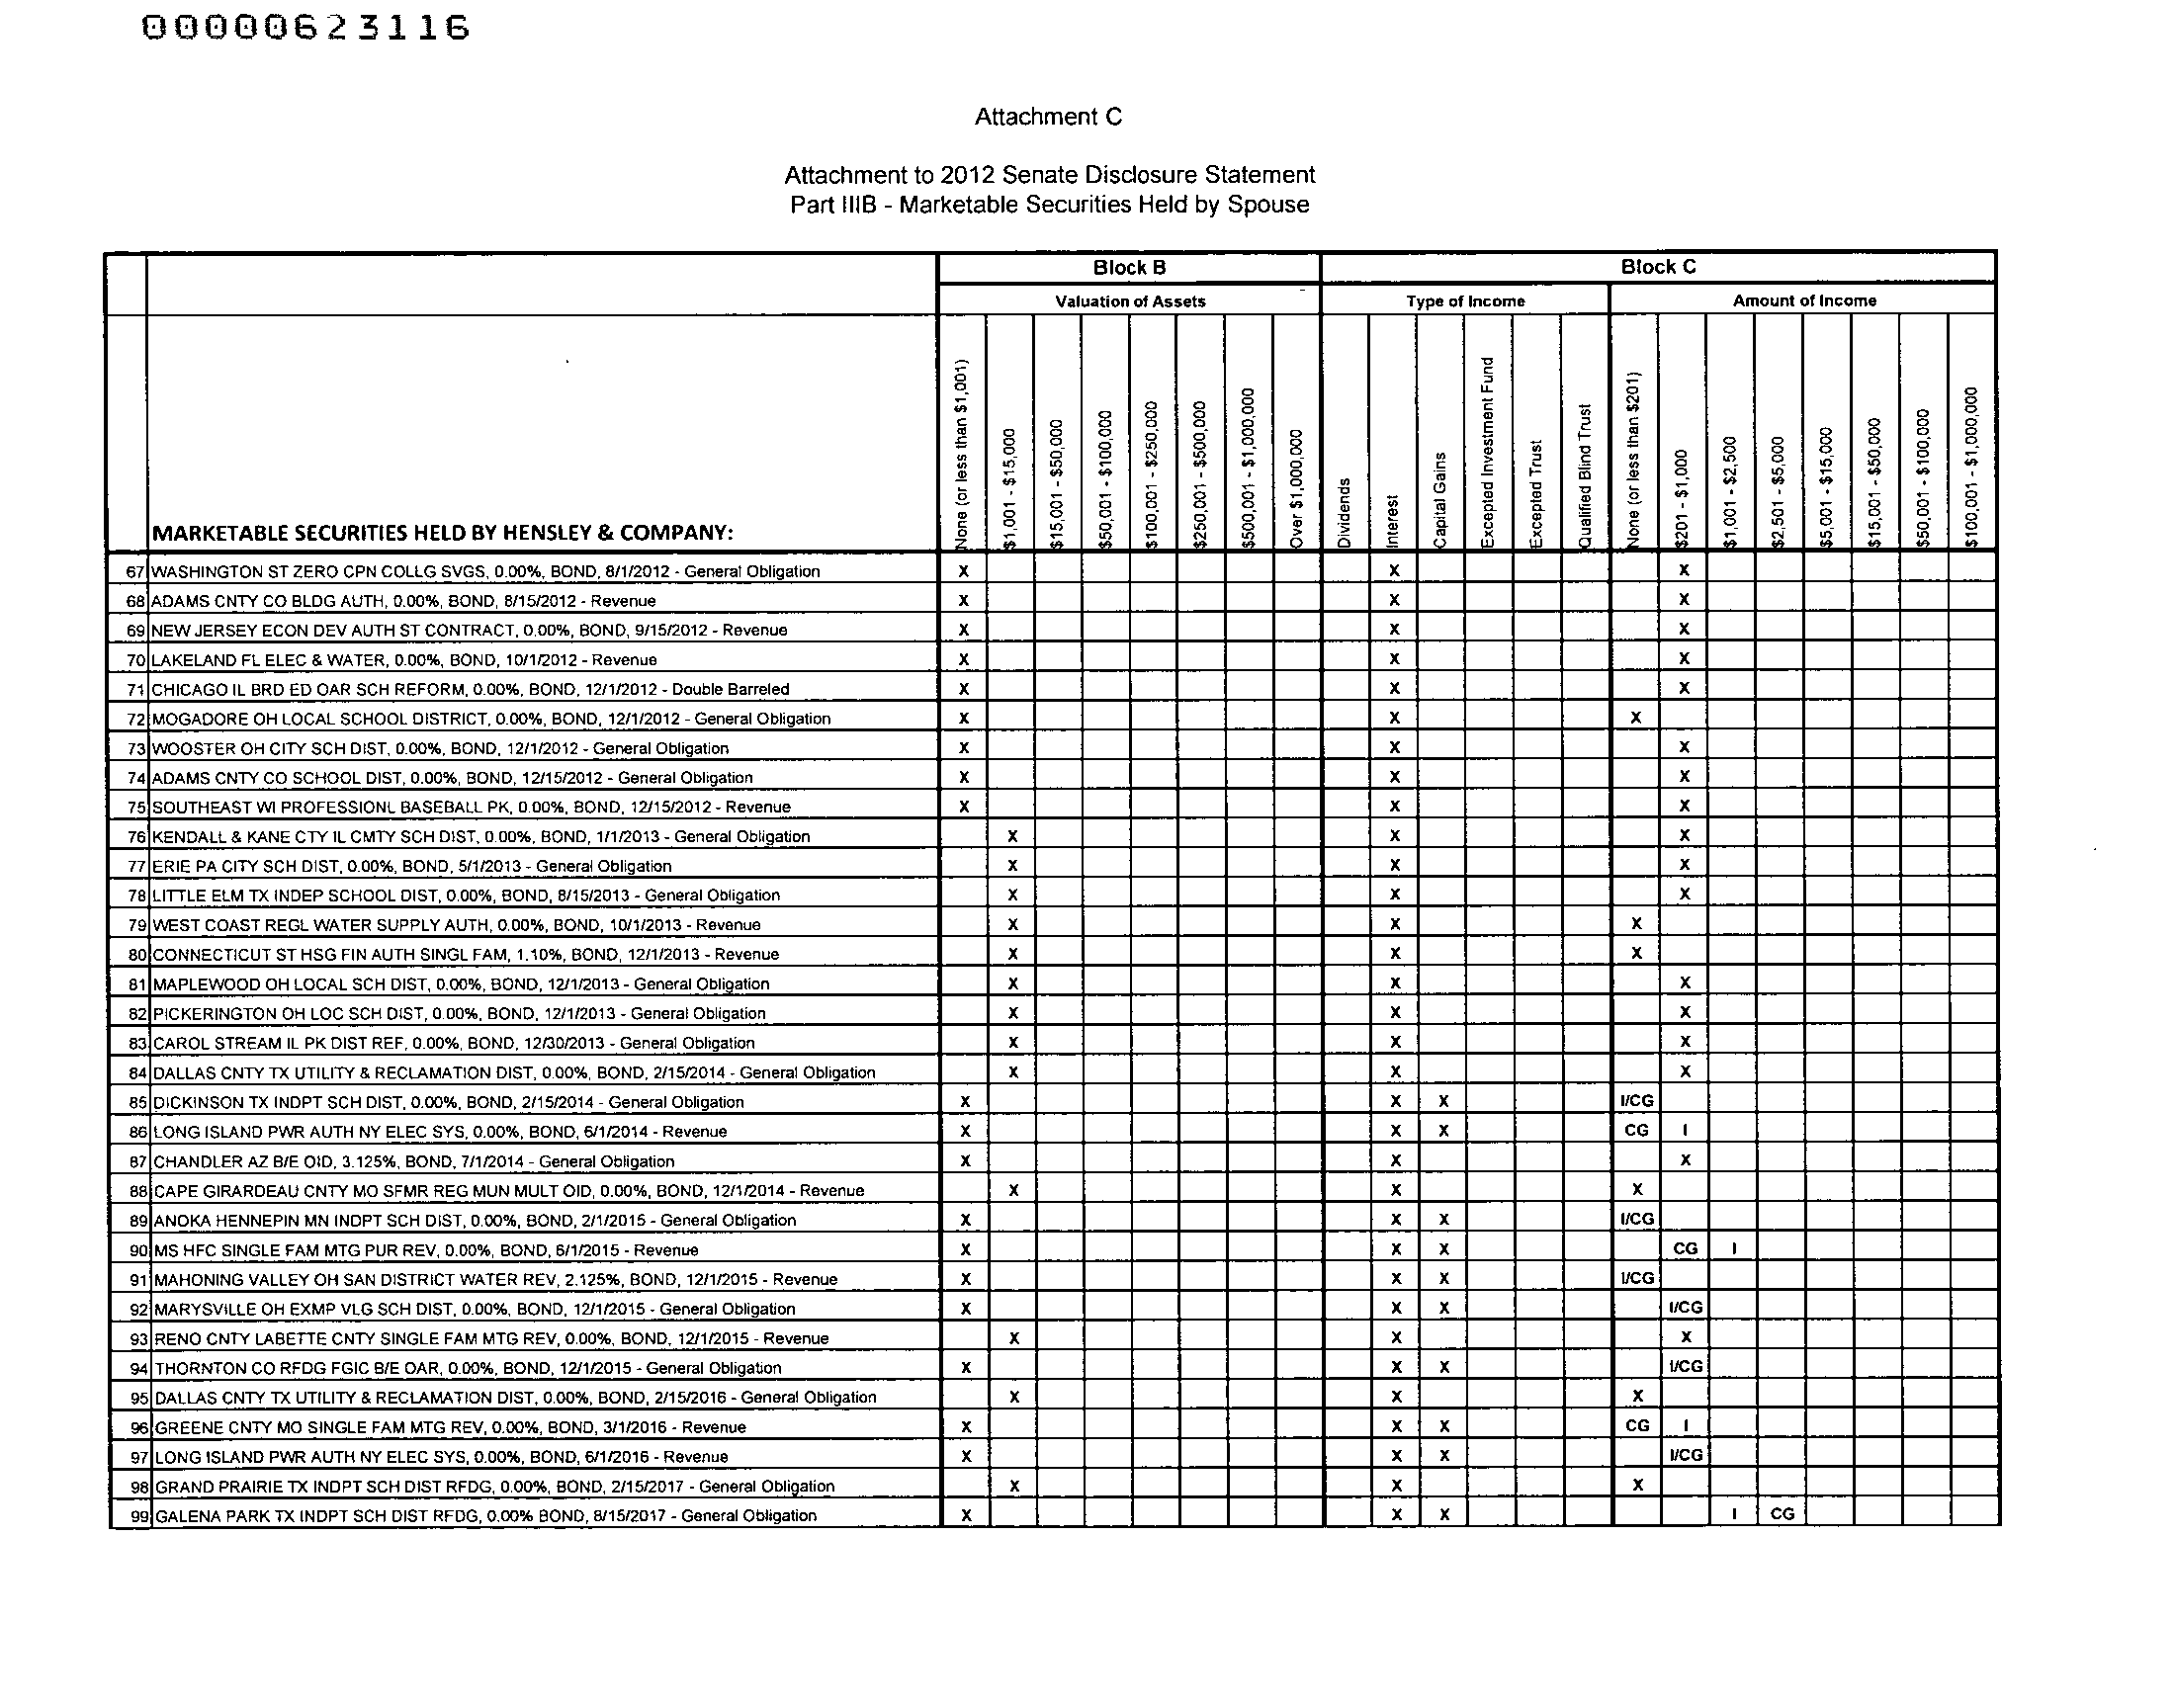 00000623116
Attachment C
Attachment to 2012 Senate Disclosure Statement
Part IIIB - Marketable Securities Held by Spouse
Block B Block C
Valuation of Assets Type of Income Amount of Income
MARKETABLE SECURITIES HELD BY HENSLEY & COMPANY: None (or less than $1,001) $1,001 - $15,000 $15,001 - $50,000 $50,001 - $100,000 $100,001 - $250,000 $250,001 - $500,000 $500,001 - $1,000,000 Over $1,000,000 Dividends Interest Capital Gains Excepted Investment Fund Excepted Trust Qualified Blind Trust None (or less than $201) $201 - $1,000 $1,001 - $2,500 $2,501 - $5,000 $5,001 - $15,000 $15,001 - $50,000 $50,001 - $100,000 $100,001 - $1,000,000
67 WASHINGTON ST ZERO CPN COLLG SVGS, 0.00%, BOND, 8/1/2012 - General Obligation X X X
68 ADAMS CNTY CO BLDG AUTH, 0.00%, BOND, 8/15/2012 - Revenue X X X
69 NEW JERSEY ECON DEV AUTH ST CONTRACT, 0.00%, BOND, 9/15/2012 - Revenue X X X
70 LAKELAND FL ELEC & WATER, 0.00%, BOND, 10/1/2012 - Revenue X X X
71 CHICAGO IL BRD ED OAR SCH REFORM, 0.00%, BOND, 12/1/2012 - Double Barreled X X X
72 MOGADORE OH LOCAL SCHOOL DISTRICT, 0.00%, BOND, 12/1/2012 - General Obligation X X X
73 WOOSTER OH CITY SCH DIST, 0.00%, BOND, 12/1/2012 - General Obligation X X X
74 ADAMS CNTY CO SCHOOL DIST, 0.00%, BOND, 12/15/2012 - General Obligation X X X
75 SOUTHEAST WI PROFESSIONL BASEBALL PK, 0.00%, BOND, 12/15/2012 - Revenue X X X
76 KENDALL & KANE CTY IL CMTY SCH DIST, 0.00%, BOND, 1/1/2013 - General Obligation X X X
77 ERIE PA CITY SCH DIST, 0.00%, BOND, 5/1/2013 - General Obligation X X X
78 LITTLE ELM TX INDEP SCHOOL DIST, 0.00%, BOND, 8/15/2013 - General Obligation X X X
79 WEST COAST REGL WATER SUPPLY AUTH, 0.00%, BOND, 10/1/2013 - Revenue X X X
80 CONNECTICUT ST HSG FIN AUTH SINGL FAM, 1.10%, BOND, 12/1/2013 - Revenue X X X
81 MAPLEWOOD OH LOCAL SCH DIST, 0.00%, BOND, 12/1/2013 - General Obligation X X X
82 PICKERINGTON OH LOC SCH DIST, 0.00%, BOND, 12/1/2013 - General Obligation X X X
83 CAROL STREAM IL PK DIST REF, 0.00%, BOND, 12/30/2013 - General Obligation X X X
84 DALLAS CNTY TX UTILITY & RECLAMATION DIST, 0.00%, BOND, 2/15/2014 - General Obligation X X X
85 DICKINSON TX INDPT SCH DIST, 0.00%, BOND, 2/15/2014 - General Obligation X X X I/CG
86 LONG ISLAND PWR AUTH NY ELEC SYS, 0.00%, BOND, 6/1/2014 - Revenue X X X CG I
87 CHANDLER AZ B/E OID, 3.125%, BOND, 7/1/2014 - General Obligation X X X
88 CAPE GIRARDEAU CNTY MO SFMR REG MUN MULT OID, 0.00%, BOND, 12/1/2014 - Revenue X X X
89 ANOKA HENNEPIN MN INDPT SCH DIST, 0.00%, BOND, 2/1/2015 - General Obligation X X X I/CG
90 MS HFC SINGLE FAM MTG PUR REV, 0.00%, BOND, 6/1/2015 - Revenue X X X CG I
91 MAHONING VALLEY OH SAN DISTRICT WATER REV, 2.125%, BOND, 12/1/2015 - Revenue X X X I/CG
92 MARYSVILLE OH EXMP VLG SCH DIST, 0.00%, BOND, 12/1/2015 - General Obligation X X X I/CG
93 RENO CNTY LABETTE CNTY SINGLE FAM MTG REV, 0.00%, BOND, 12/1/2015 - Revenue X X X
94 THORNTON CO RFDG FGIC B/E OAR, 0.00%, BOND, 12/1/2015 - General Obligation X X X I/CG
95 DALLAS CNTY TX UTILITY & RECLAMATION DIST, 0.00%, BOND, 2/15/2016 - General Obligation X X X
96 GREENE CNTY MO SINGLE FAM MTG REV, 0.00%, BOND, 3/1/2016 - Revenue X X X CG I
97 LONG ISLAND PWR AUTH NY ELEC SYS, 0.00%, BOND, 6/1/2016 - Revenue X X X I/CG
98 GRAND PRAIRIE TX INDPT SCH DIST RFDG, 0.00%, BOND, 2/15/2017 - General Obligation X X X
99 GALENA PARK TX INDPT SCH DIST RFDG, 0.00% BOND, 8/15/2017 - General Obligation X X X I CG